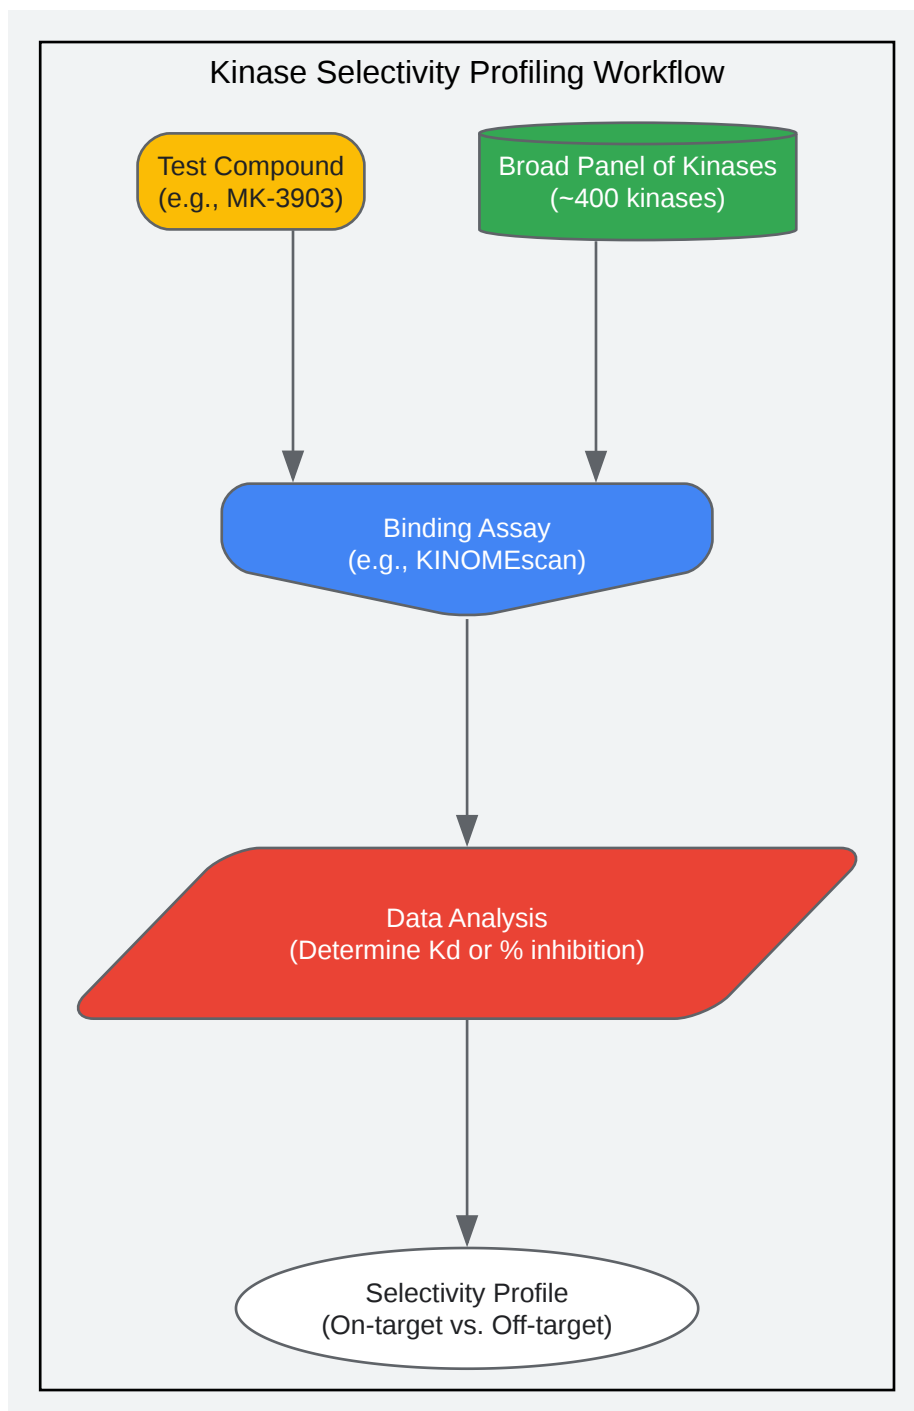 Kinase Selectivity Profiling Workflow
Test Compound
(e.g., MK-3903)
Broad Panel of Kinases
(~400 kinases)
Binding Assay
(e.g., KINOMEscan)
Data Analysis
(Determine Kd or % inhibition)
Selectivity Profile
(On-target vs. Off-target)